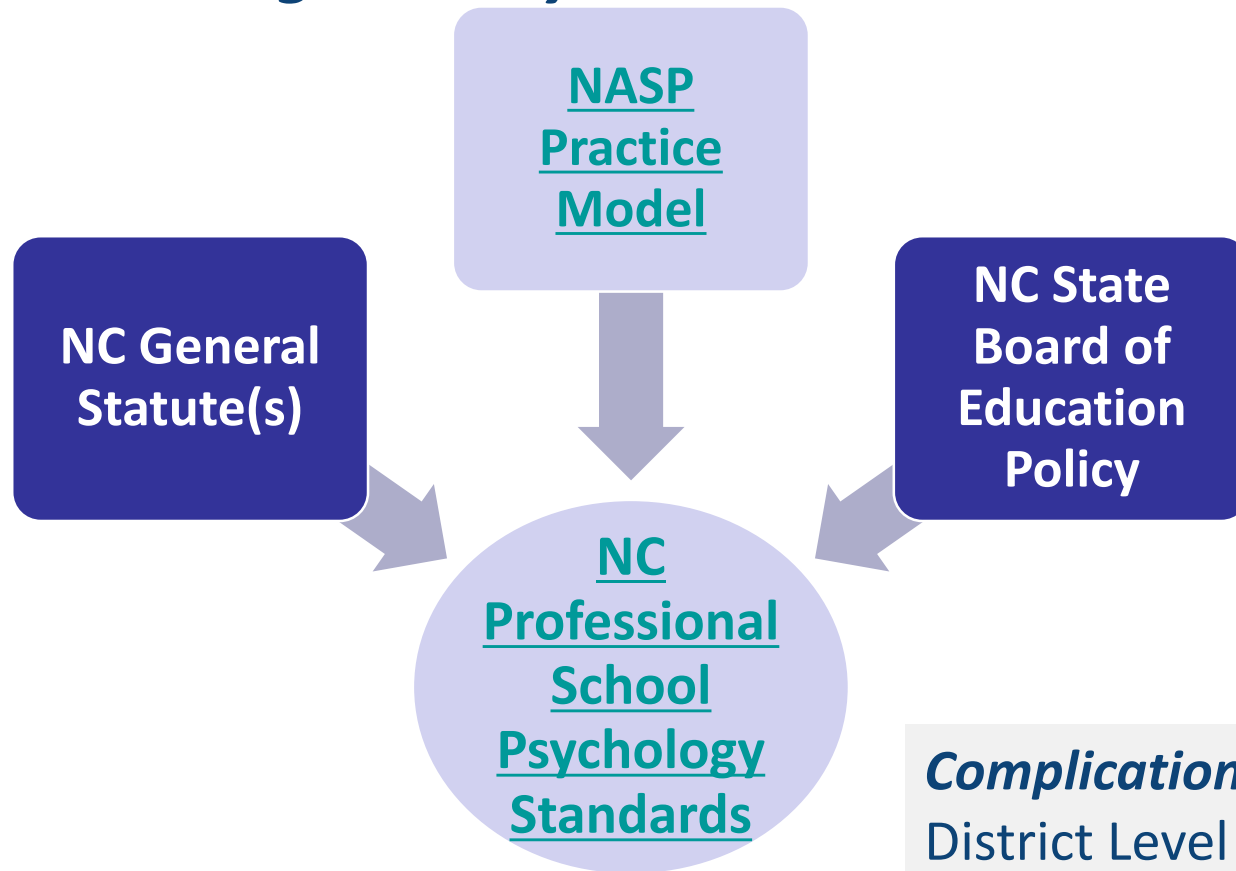 NASP
Practice
Model
NC General
Statute(s)
NC State
Board of
Education
Policy
NC
Professional
School
Psychology
Standards
Complication
District Level